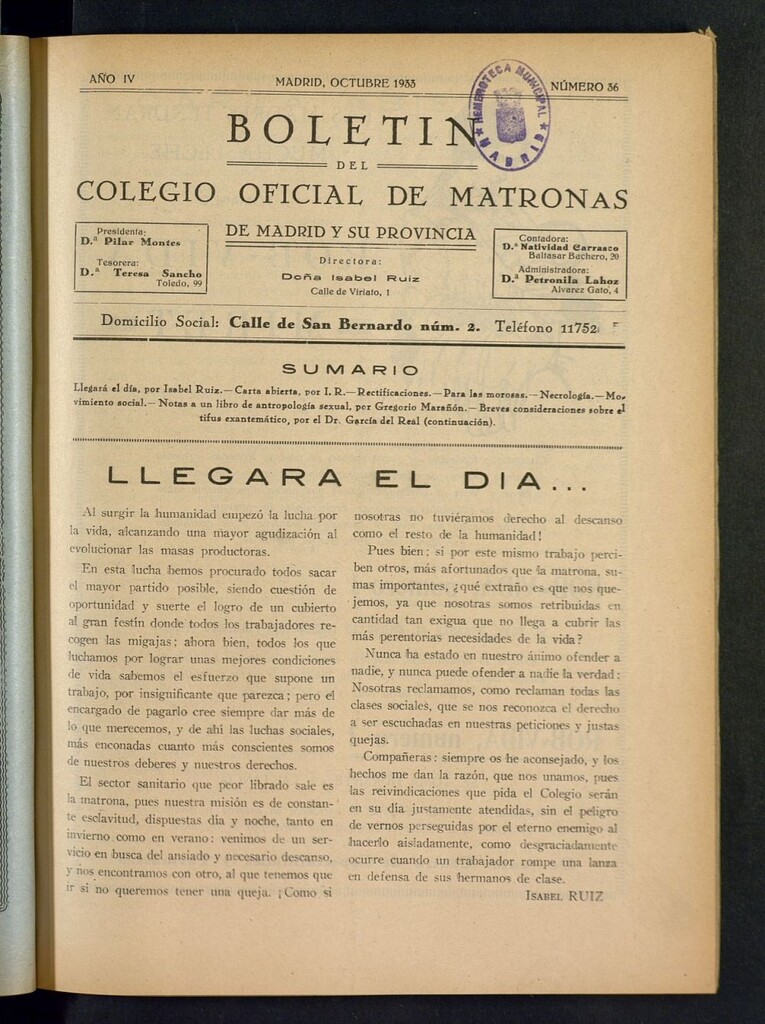 AÑO IV
MADRID, OCTUBRE 1933
NÚMERO 36
HEMEROTECA MUNICIPAL
★ MADRID ★
BOLETIN
DEL
COLEGIO OFICIAL DE MATRONAS
DE MADRID Y SU PROVINCIA
Presidenta:
D.ª Pilar Montes
Tesorera:
D.ª Teresa Sancho
Toledo, 99
Directora:
Doña Isabel Ruiz
Calle de Viriato, 1
Contadora:
D.ª Natividad Carrasco
Baltasar Bachero, 20
Administradora:
D.ª Petronila Lahoz
Alvarez Gato, 4
Domicilio Social: Calle de San Bernardo núm. 2. Teléfono 11752
SUMARIO
Llegará el día, por Isabel Ruiz.—Carta abierta, por I. R.—Rectificaciones.—Para las morosas.—Necrología.—Mo-
vimiento social.—Notas a un libro de antropología sexual, por Gregorio Marañón.—Breves consideraciones sobre el
tifus exantemático, por el Dr. García del Real (continuación).
LLEGARA EL DIA...
Al surgir la humanidad empezó la lucha por
la vida, alcanzando una mayor agudización al
evolucionar las masas productoras.
En esta lucha hemos procurado todos sacar
el mayor partido posible, siendo cuestión de
oportunidad y suerte el logro de un cubierto
al gran festín donde todos los trabajadores re-
cogen las migajas; ahora bien, todos los que
luchamos por lograr unas mejores condiciones
de vida sabemos el esfuerzo que supone un
trabajo, por insignificante que parezca; pero el
encargado de pagarlo cree siempre dar más de
lo que merecemos, y de ahí las luchas sociales,
más enconadas cuanto más conscientes somos
de nuestros deberes y nuestros derechos.
El sector sanitario que peor librado sale es
la matrona, pues nuestra misión es de constan-
te esclavitud, dispuestas día y noche, tanto en
invierno como en verano: venimos de un ser-
vicio en busca del ansiado y necesario descanso,
y nos encontramos con otro, al que tenemos que
ir si no queremos tener una queja. ¡Como si
nosotras no tuviéramos derecho al descanso
como el resto de la humanidad!
Pues bien: si por este mismo trabajo perci-
ben otros, más afortunados que la matrona, su-
mas importantes, ¿qué extraño es que nos que-
jemos, ya que nosotras somos retribuidas en
cantidad tan exigua que no llega a cubrir las
más perentorias necesidades de la vida?
Nunca ha estado en nuestro ánimo ofender a
nadie, y nunca puede ofender a nadie la verdad:
Nosotras reclamamos, como reclaman todas las
clases sociales, que se nos reconozca el derecho
a ser escuchadas en nuestras peticiones y justas
quejas.
Compañeras: siempre os he aconsejado, y los
hechos me dan la razón, que nos unamos, pues
las reivindicaciones que pida el Colegio serán
en su día justamente atendidas, sin el peligro
de vernos perseguidas por el eterno enemigo al
hacerlo aisladamente, como desgraciadamente
ocurre cuando un trabajador rompe una lanza
en defensa de sus hermanos de clase.
ISABEL RUIZ